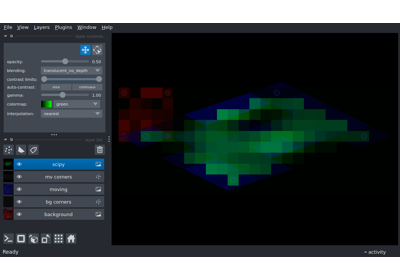 File View Layers Plugins Window Help
opacity: 0.50
blending: translucent_no_depth
contrast limits:
auto-contrast: once continuous
gamma: 1.00
colormap: green
interpolation: nearest
scipy
mv corners
moving
bg corners
background
Ready
activity